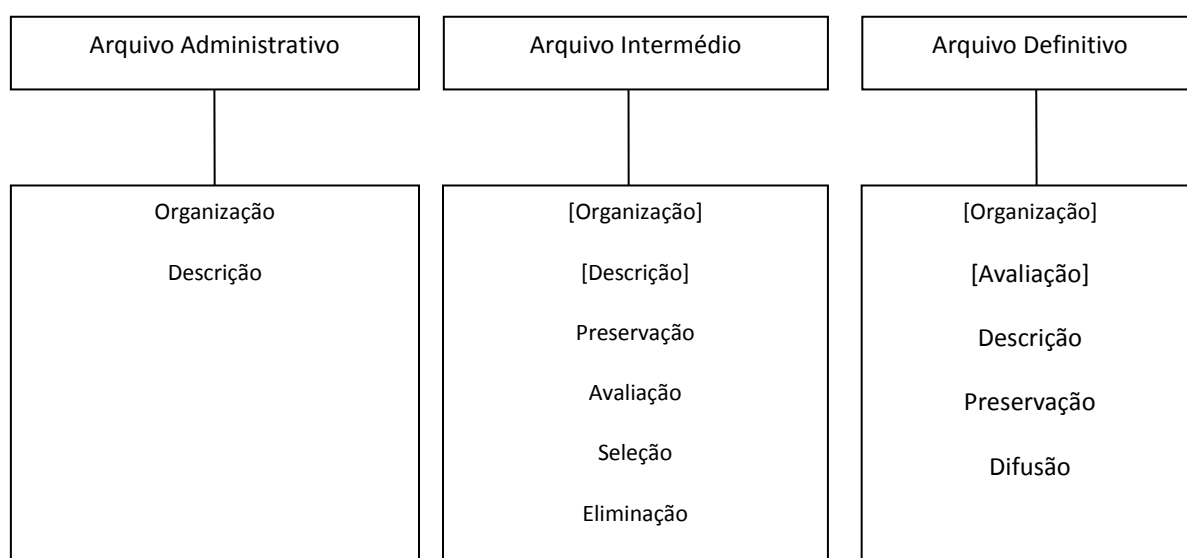 Arquivo Administrativo
Arquivo Intermédio
Arquivo Definitivo
Organização
Descrição
[Organização]
[Descrição]
Preservação
Avaliação
Seleção
Eliminação
[Organização]
[Avaliação]
Descrição
Preservação
Difusão